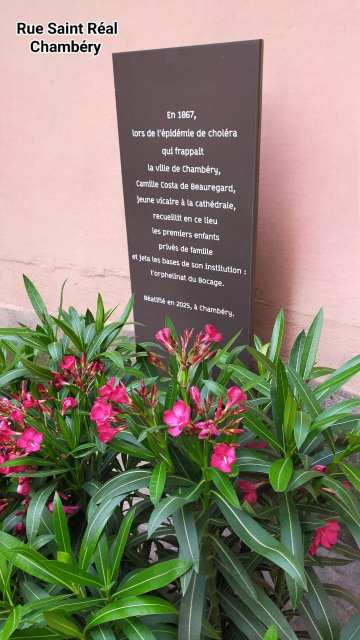 Rue Saint Réal
Chambéry
En 1867,
lors de l'épidémie de choléra
qui frappait
la ville de Chambéry,
Camille Costa de Beauregard,
jeune vicaire à la cathédrale,
recueillit en ce lieu
les premiers enfants
privés de famille
et jeta les bases de son institution :
l'orphelinat du Bocage.
Béatifié en 2025, à Chambéry.